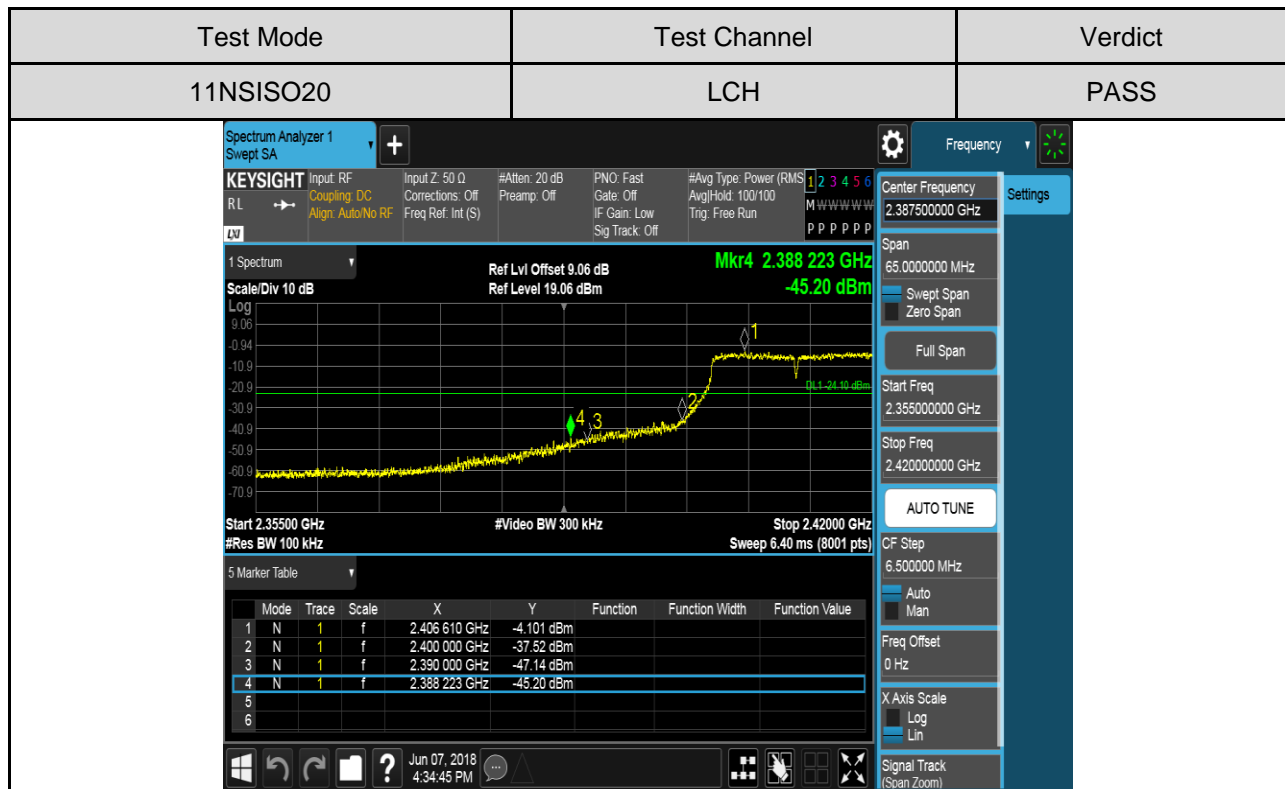 Test Mode Test Channel Verdict
11NSISO20 LCH PASS
Spectrum Analyzer 1
Swept SA
+
Frequency
KEYSIGHT Input: RF Input Z: 50 Ω #Atten: 20 dB PNO: Fast #Avg Type: Power (RMS 1 2 3 4 5 6
RL Coupling: DC Corrections: Off Preamp: Off Gate: Off Avg|Hold: 100/100 M W W W W W
Align: Auto/No RF Freq Ref: Int (S) IF Gain: Low Trig: Free Run
LXI Sig Track: Off P P P P P P
1 Spectrum Ref Lvl Offset 9.06 dB Mkr4 2.388 223 GHz
Scale/Div 10 dB Ref Level 19.06 dBm -45.20 dBm
Log
9.06
-0.94
-10.9
-20.9
-30.9
-40.9
-50.9
-60.9
-70.9
1
DL1 -24.10 dBm
2
4 3
Start 2.35500 GHz #Video BW 300 kHz Stop 2.42000 GHz
#Res BW 100 kHz Sweep 6.40 ms (8001 pts)
5 Marker Table
Mode Trace Scale X Y Function Function Width Function Value
1 N 1 f 2.406 610 GHz -4.101 dBm
2 N 1 f 2.400 000 GHz -37.52 dBm
3 N 1 f 2.390 000 GHz -47.14 dBm
4 N 1 f 2.388 223 GHz -45.20 dBm
5
6
? Jun 07, 2018
4:34:45 PM
Center Frequency
2.387500000 GHz
Settings
Span
65.0000000 MHz
Swept Span
Zero Span
Full Span
Start Freq
2.355000000 GHz
Stop Freq
2.420000000 GHz
AUTO TUNE
CF Step
6.500000 MHz
Auto
Man
Freq Offset
0 Hz
X Axis Scale
Log
Lin
Signal Track
(Span Zoom)